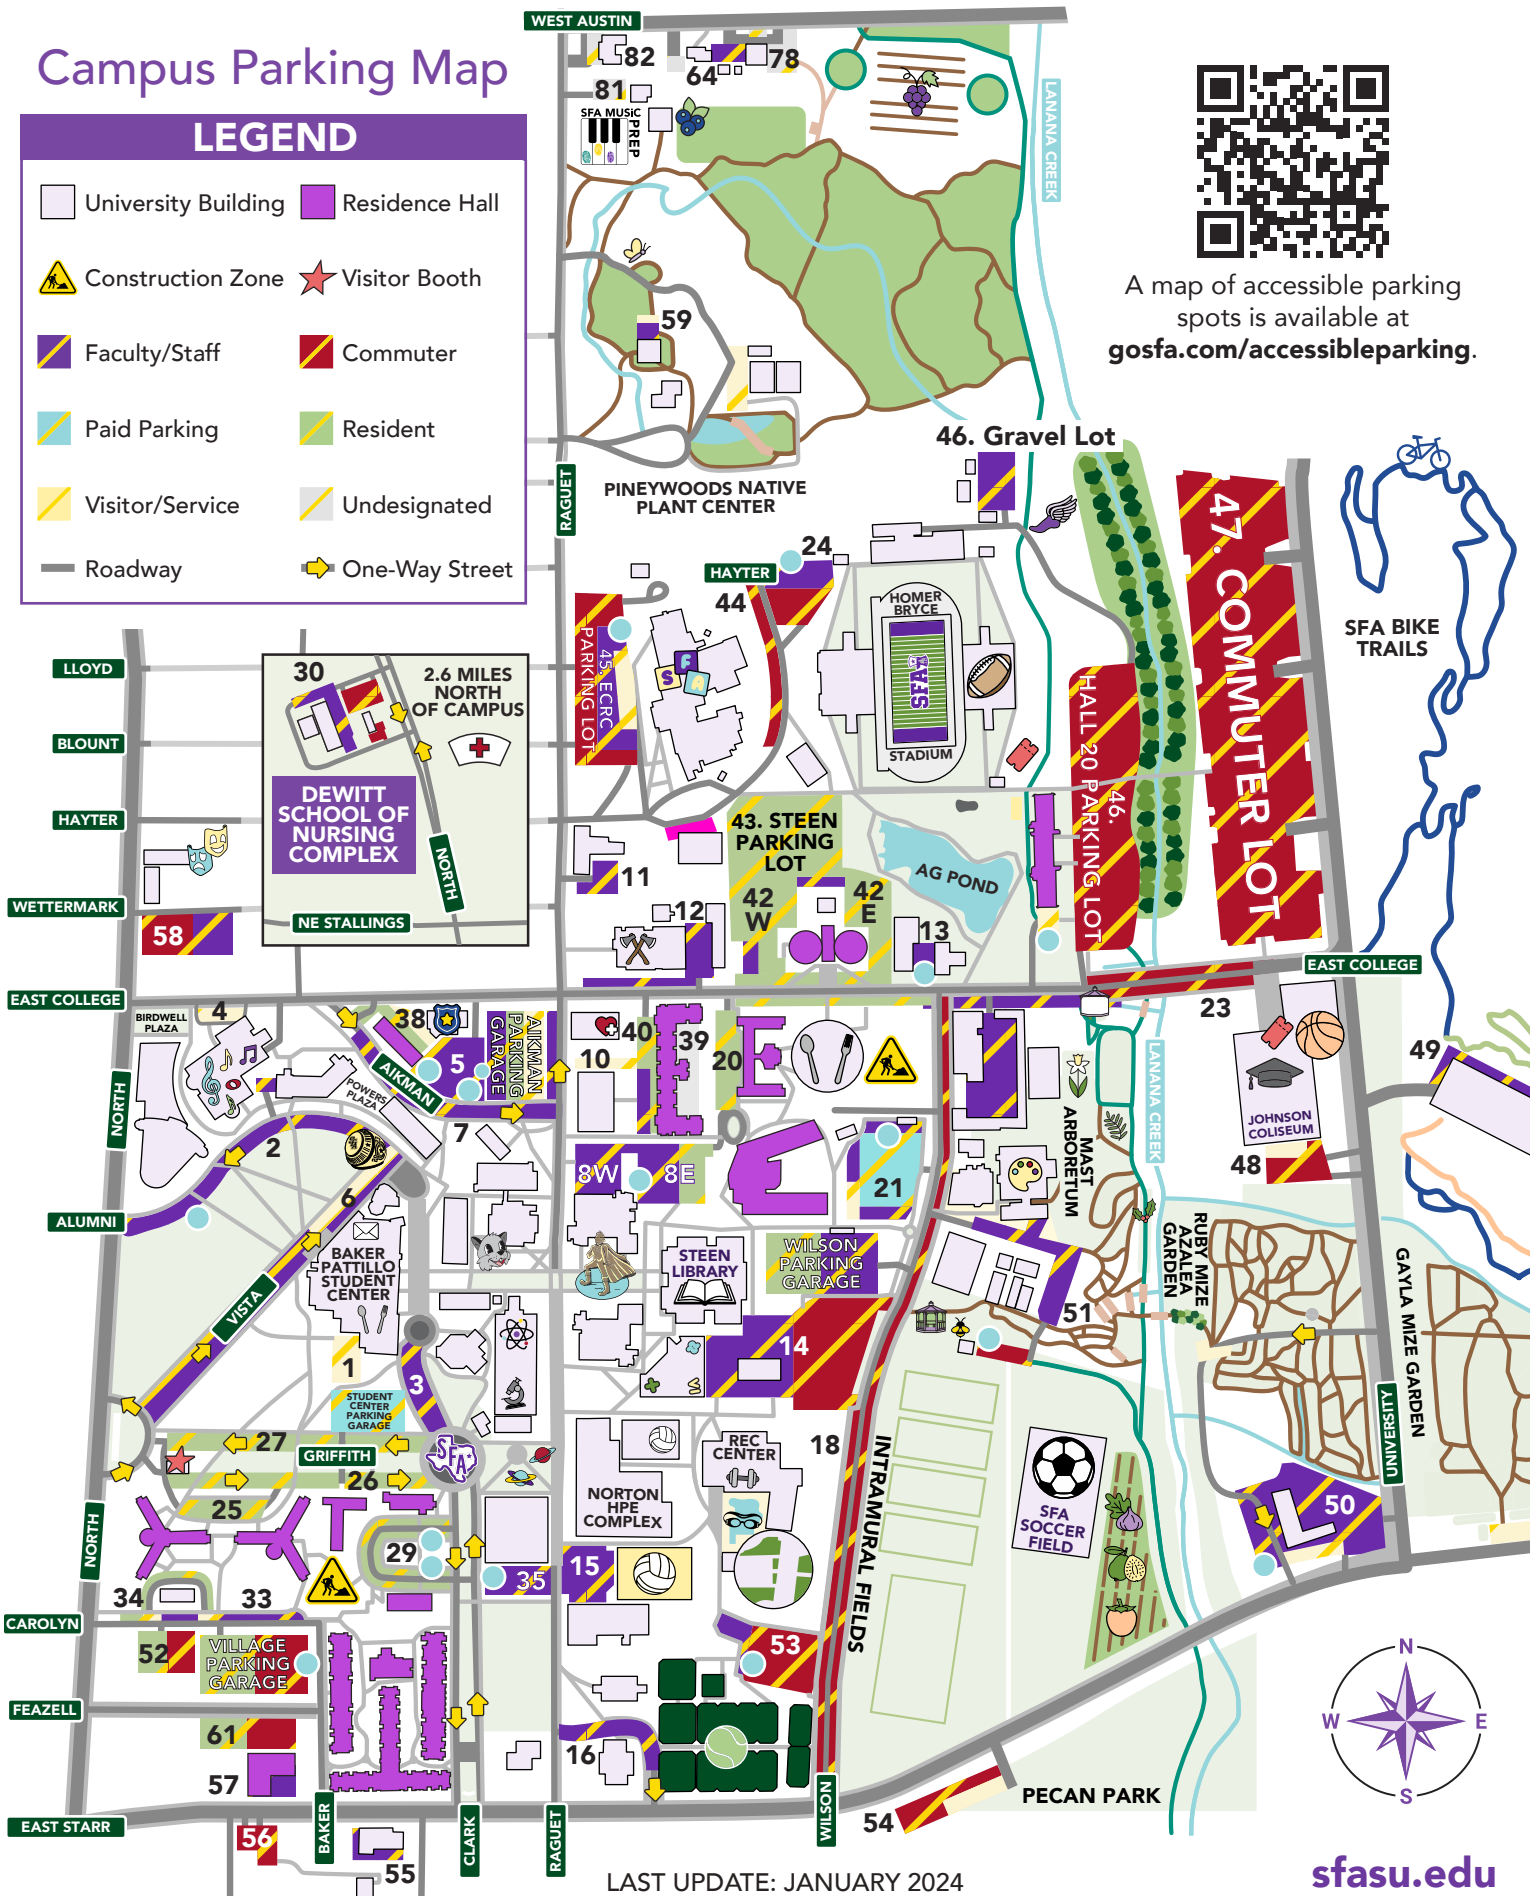 Campus Parking Map
LEGEND
University Building
Residence Hall
Construction Zone
Visitor Booth
Faculty/Staff
Commuter
Paid Parking
Resident
Visitor/Service
Undesignated
Roadway
One-Way Street
WEST AUSTIN
82
64
78
81
SFA MUSIC
PREP
LANANA CREEK
A map of accessible parking
spots is available at
gosfa.com/accessibleparking.
59
46. Gravel Lot
RAGUET
PINEYWOODS NATIVE
PLANT CENTER
24
HAYTER
44
HOMER
BRYCE
SFA
STADIUM
45. ECRC
PARKING LOT
S
F
A
47. COMMUTER LOT
46.
HALL 20 PARKING LOT
SFA BIKE
TRAILS
LLOYD
BLOUNT
HAYTER
WETTERMARK
30
2.6 MILES
NORTH
OF CAMPUS
DEWITT
SCHOOL OF
NURSING
COMPLEX
NORTH
NE STALLINGS
58
43. STEEN
PARKING
LOT
AG POND
11
12
42
W
42
E
13
EAST COLLEGE
EAST COLLEGE
23
BIRDWELL
PLAZA
4
38
5
AIKMAN
PARKING
GARAGE
AIKMAN
POWERS
PLAZA
7
2
6
10
40
39
20
NORTH
LANANA CREEK
MAST
ARBORETUM
JOHNSON
COLISEUM
48
49
8W
8E
21
ALUMNI
BAKER
PATTILLO
STUDENT
CENTER
VISTA
STEEN
LIBRARY
WILSON
PARKING
GARAGE
51
RUBY MIZE
AZALEA
GARDEN
GAYLA MIZE GARDEN
1
3
14
STUDENT
CENTER
PARKING
GARAGE
27
GRIFFITH
26
SFA
25
18
REC
CENTER
NORTON
HPE
COMPLEX
INTRAMURAL FIELDS
SFA
SOCCER
FIELD
UNIVERSITY
50
NORTH
29
35
15
34
33
CAROLYN
52
VILLAGE
PARKING
GARAGE
53
FEAZELL
61
57
16
BAKER
CLARK
RAGUET
WILSON
EAST STARR
56
55
54
PECAN PARK
N
W
E
S
LAST UPDATE: JANUARY 2024
sfasu.edu